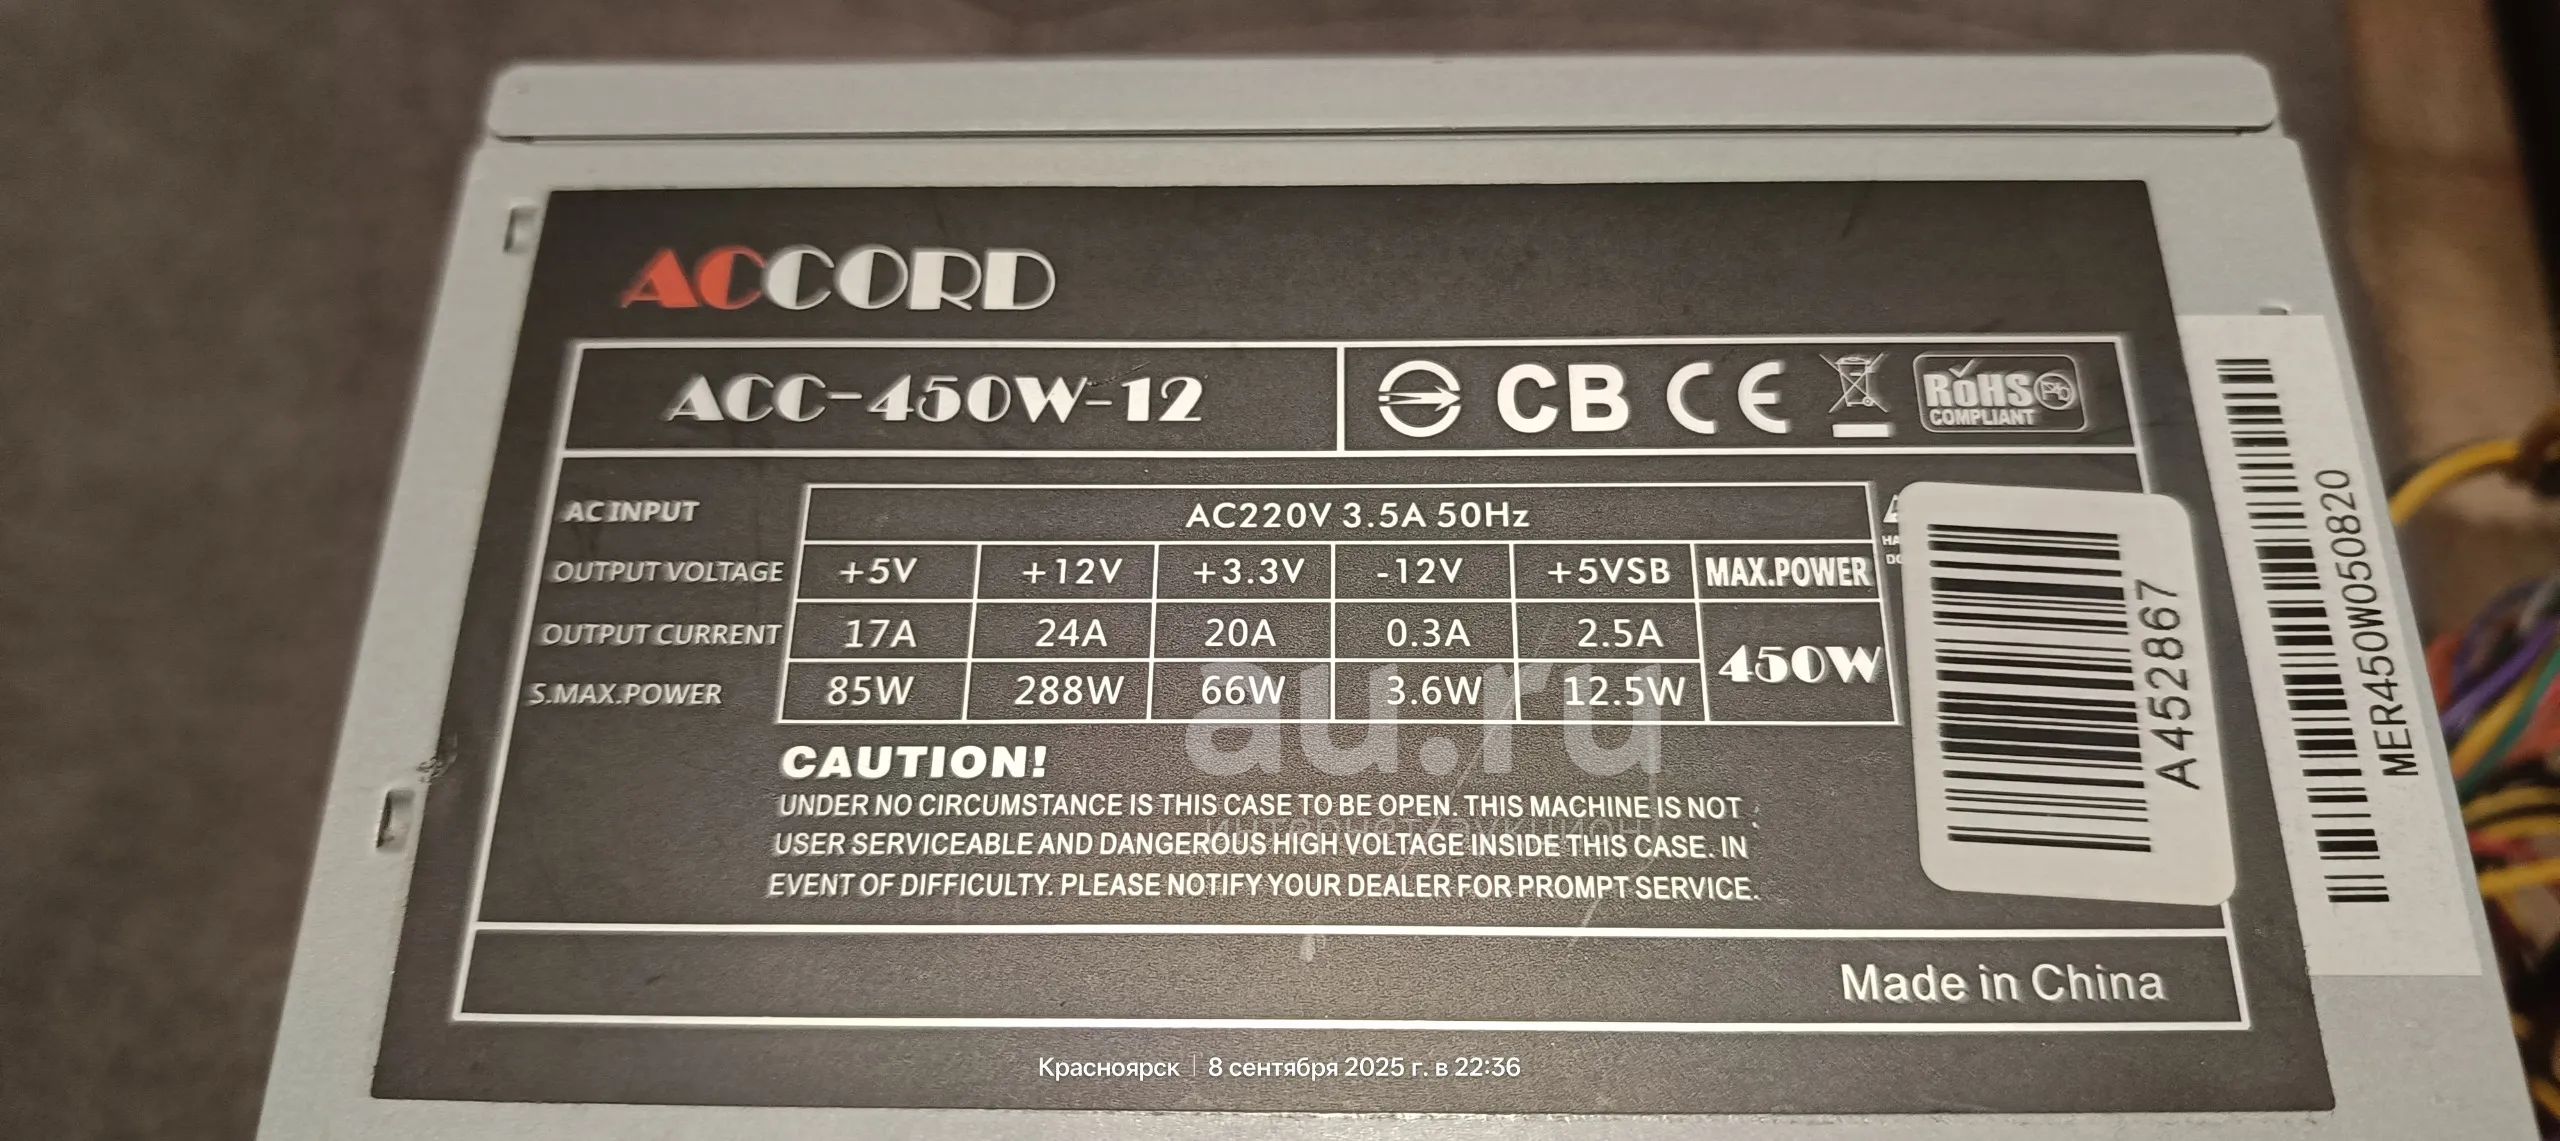 ACCORD
ACC-450W-12
CB CE RoHS COMPLIANT Pb
AC INPUT AC220V 3.5A 50Hz
OUTPUT VOLTAGE +5V +12V +3.3V -12V +5VSB MAX.POWER
OUTPUT CURRENT 17A 24A 20A 0.3A 2.5A 450W
S.MAX.POWER 85W 288W 66W 3.6W 12.5W
au.ru
CAUTION!
UNDER NO CIRCUMSTANCE IS THIS CASE TO BE OPEN. THIS MACHINE IS NOT
USER SERVICEABLE AND DANGEROUS HIGH VOLTAGE INSIDE THIS CASE. IN
EVENT OF DIFFICULTY. PLEASE NOTIFY YOUR DEALER FOR PROMPT SERVICE.
A452867
MER450W050820
Made in China
Красноярск | 8 сентября 2025 г. в 22:36